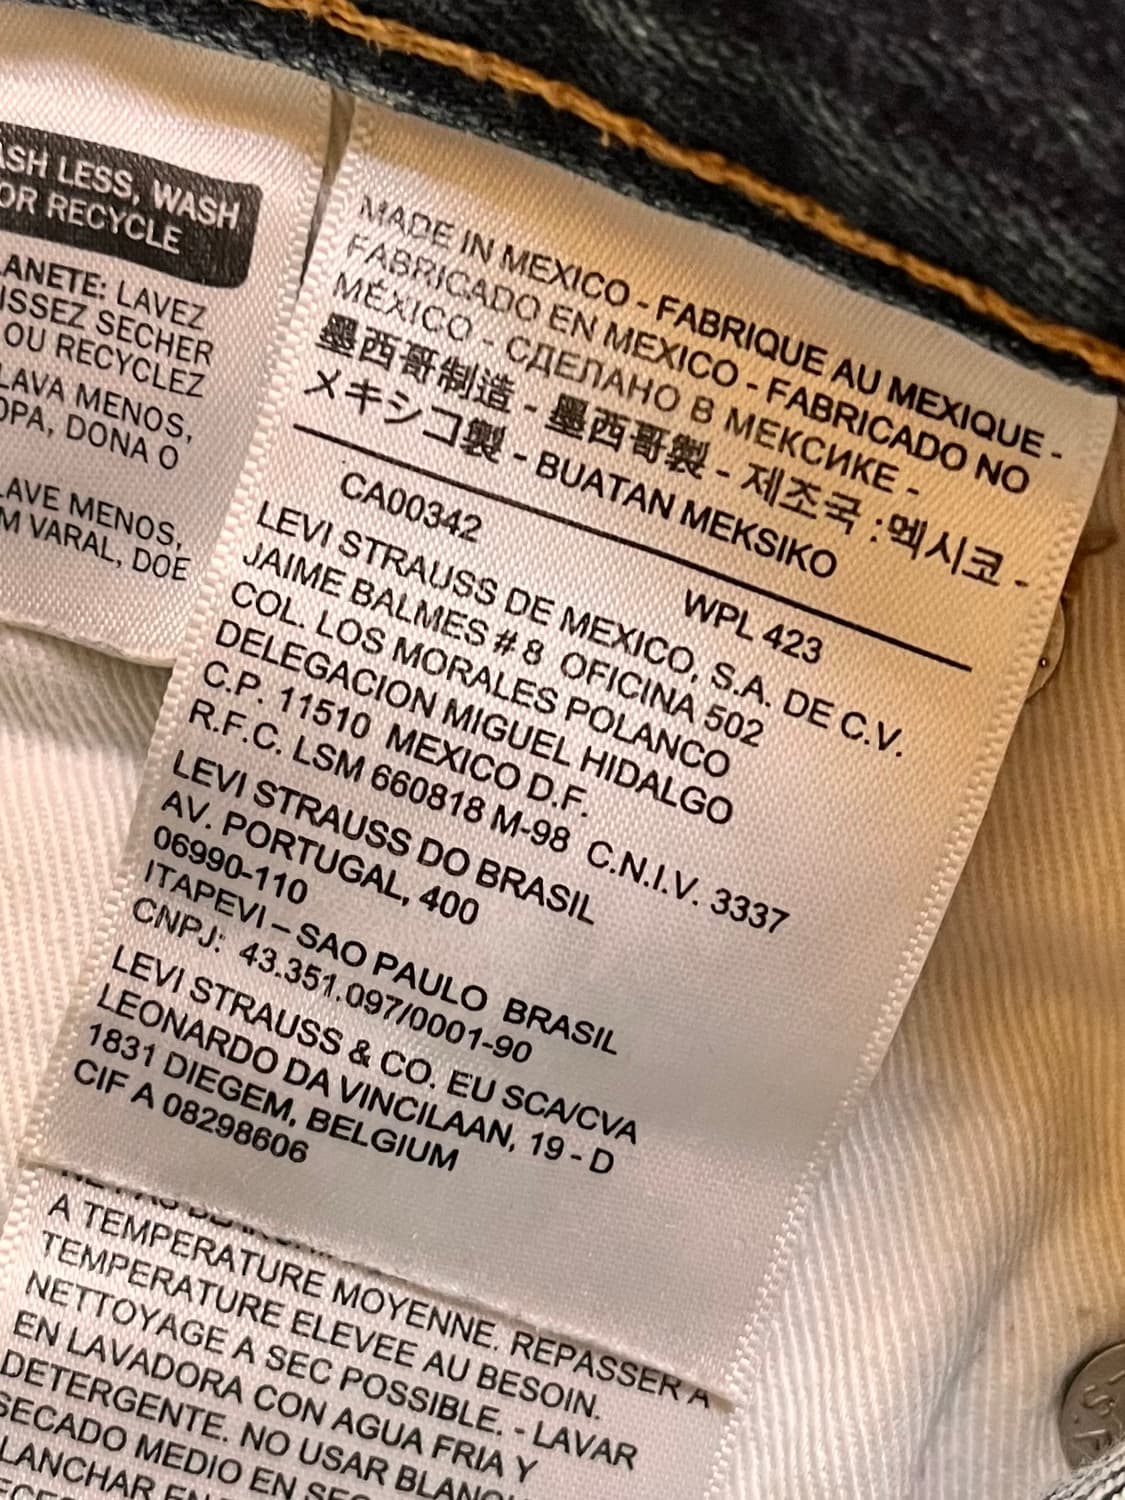 ASH LESS, WASH
OR RECYCLE
ANETE: LAVEZ
ISSEZ SECHER
OU RECYCLEZ
LAVA MENOS,
OPA, DONA O
LAVE MENOS,
M VARAL, DOE
MADE IN MEXICO - FABRIQUE AU MEXIQUE -
FABRICADO EN MEXICO - FABRICADO NO
MÉXICO - СДЕЛАНО В МЕКСИКЕ -
墨西哥制造 - 墨西哥製 - 제조국 :멕시코 -
メキシコ製 - BUATAN MEKSIKO
CA00342 WPL 423
LEVI STRAUSS DE MEXICO, S.A. DE C.V.
JAIME BALMES # 8 OFICINA 502
COL. LOS MORALES POLANCO
DELEGACION MIGUEL HIDALGO
C.P. 11510 MEXICO D.F.
R.F.C. LSM 660818 M-98 C.N.I.V. 3337
LEVI STRAUSS DO BRASIL
AV. PORTUGAL, 400
06990-110
ITAPEVI – SAO PAULO BRASIL
CNPJ: 43.351.097/0001-90
LEVI STRAUSS & CO. EU SCA/CVA
LEONARDO DA VINCILAAN, 19 - D
1831 DIEGEM, BELGIUM
CIF A 08298606
A TEMPERATURE MOYENNE. REPASSER A
TEMPERATURE ELEVEE AU BESOIN.
NETTOYAGE A SEC POSSIBLE. - LAVAR
EN LAVADORA CON AGUA FRIA Y
DETERGENTE. NO USAR BLANQ
SECADO MEDIO EN SEC
LANCHAR EN